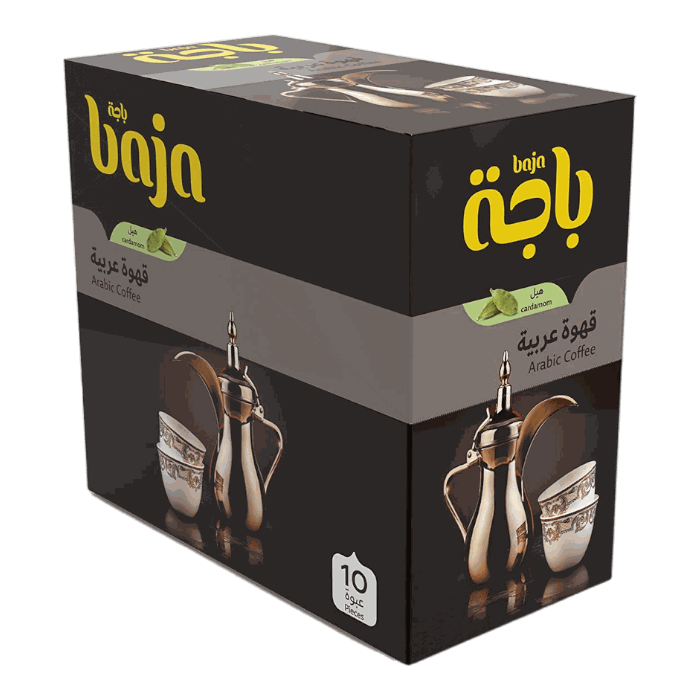 باجة
باجة
baja
هيل
cardamom
قهوة عربية
Arabic Coffee
10
عبوة
Pieces
baja
باجة
هيل
cardamom
قهوة عربية
Arabic Coffee